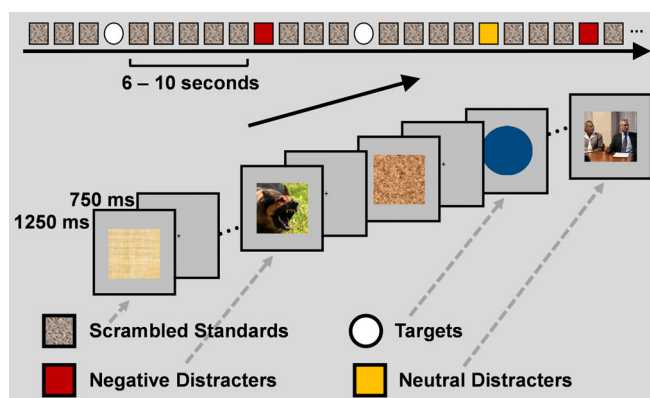 ...
6 – 10 seconds
750 ms
1250 ms
Scrambled Standards
Targets
Negative Distracters
Neutral Distracters